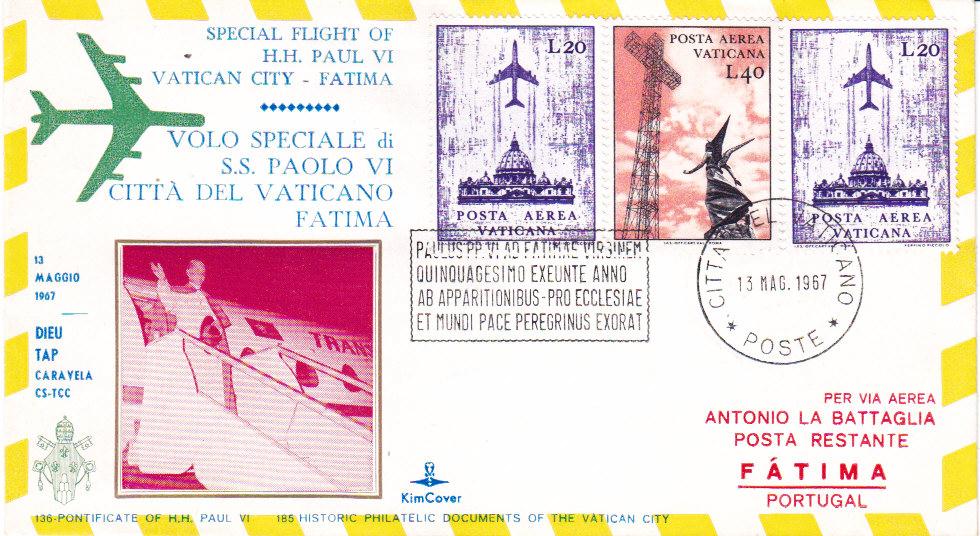 SPECIAL FLIGHT OF
H.H. PAUL VI
VATICAN CITY - FATIMA
VOLO SPECIALE di
S.S. PAOLO VI
CITTÀ DEL VATICANO
FATIMA
L20
POSTA AEREA
VATICANA
POSTA AEREA
VATICANA
L40
L20
POSTA AEREA
VATICANA
PAULUS PP. VI AD FATIMAE VIRGINEM
QUINQUAGESIMO EXEUNTE ANNO
AB APPARITIONIBUS-PRO ECCLESIAE
ET MUNDI PACE PEREGRINUS EXORAT
CITTA DEL VATICANO
13 MAG. 1967
* POSTE *
13
MAGGIO
1967
DIEU
TAP
CARAVELA
CS-TCC
TRAN
KimCover
PER VIA AEREA
ANTONIO LA BATTAGLIA
POSTA RESTANTE
FÁTIMA
PORTUGAL
136-PONTIFICATE OF H.H. PAUL VI 185 HISTORIC PHILATELIC DOCUMENTS OF THE VATICAN CITY